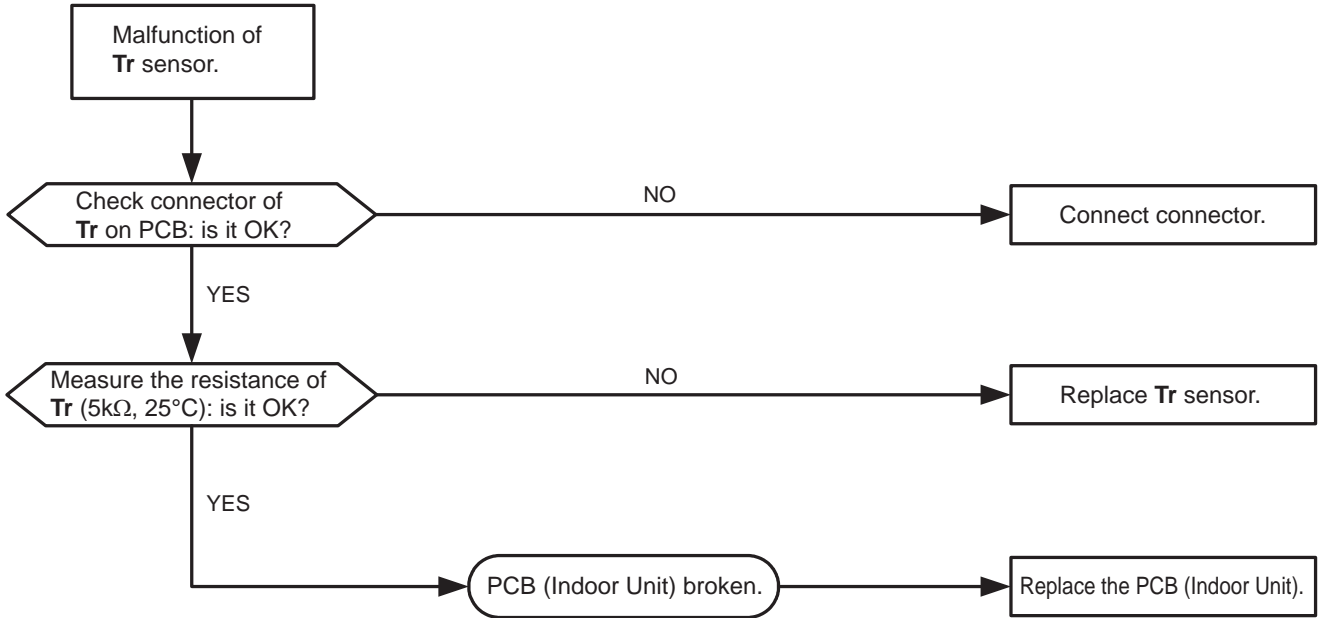 Malfunction of
Tr sensor.
Check connector of
Tr on PCB: is it OK?
NO
Connect connector.
YES
Measure the resistance of
Tr (5kΩ, 25°C): is it OK?
NO
Replace Tr sensor.
YES
PCB (Indoor Unit) broken.
Replace the PCB (Indoor Unit).